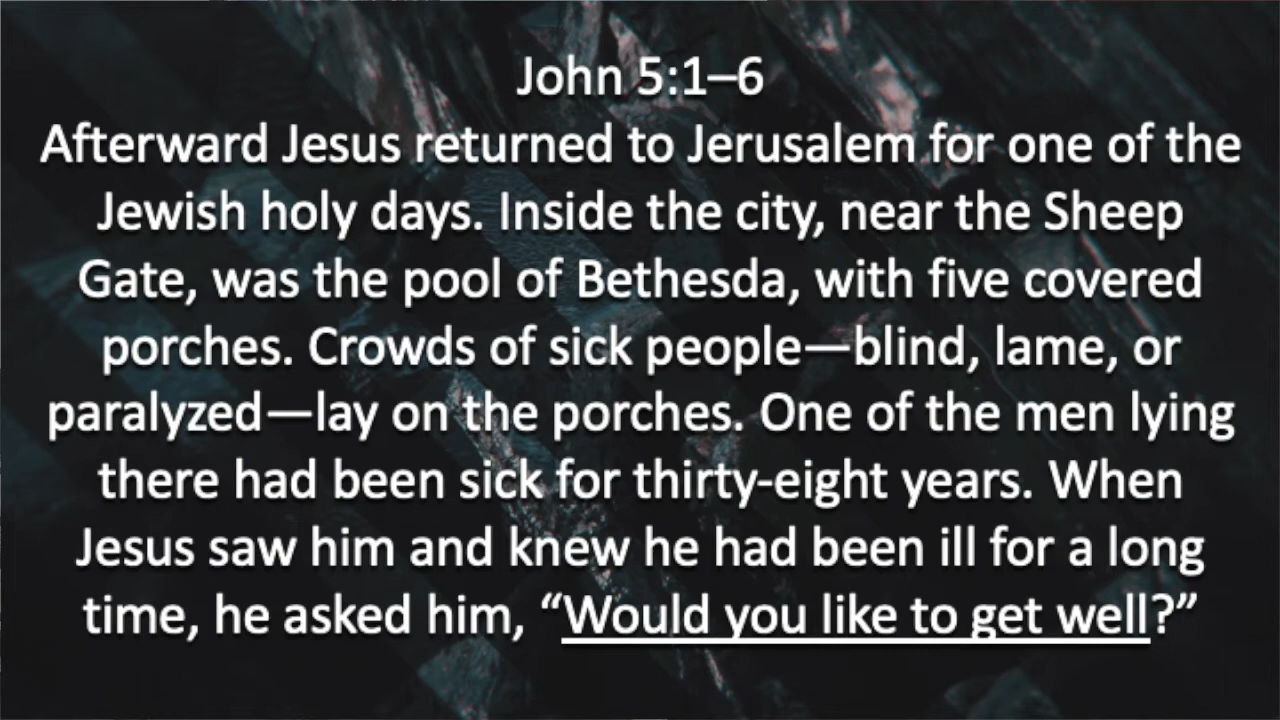 John 5:1–6
Afterward Jesus returned to Jerusalem for one of the
Jewish holy days. Inside the city, near the Sheep
Gate, was the pool of Bethesda, with five covered
porches. Crowds of sick people—blind, lame, or
paralyzed—lay on the porches. One of the men lying
there had been sick for thirty-eight years. When
Jesus saw him and knew he had been ill for a long
time, he asked him, “Would you like to get well?”